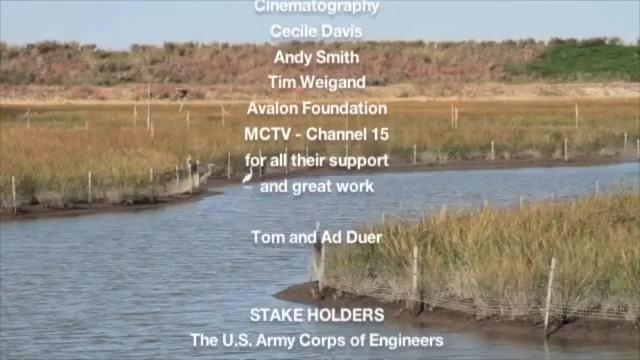 Cinematography
Cecile Davis
Andy Smith
Tim Weigand
Avalon Foundation
MCTV - Channel 15
for all their support
and great work
Tom and Ad Duer
STAKE HOLDERS
The U.S. Army Corps of Engineers